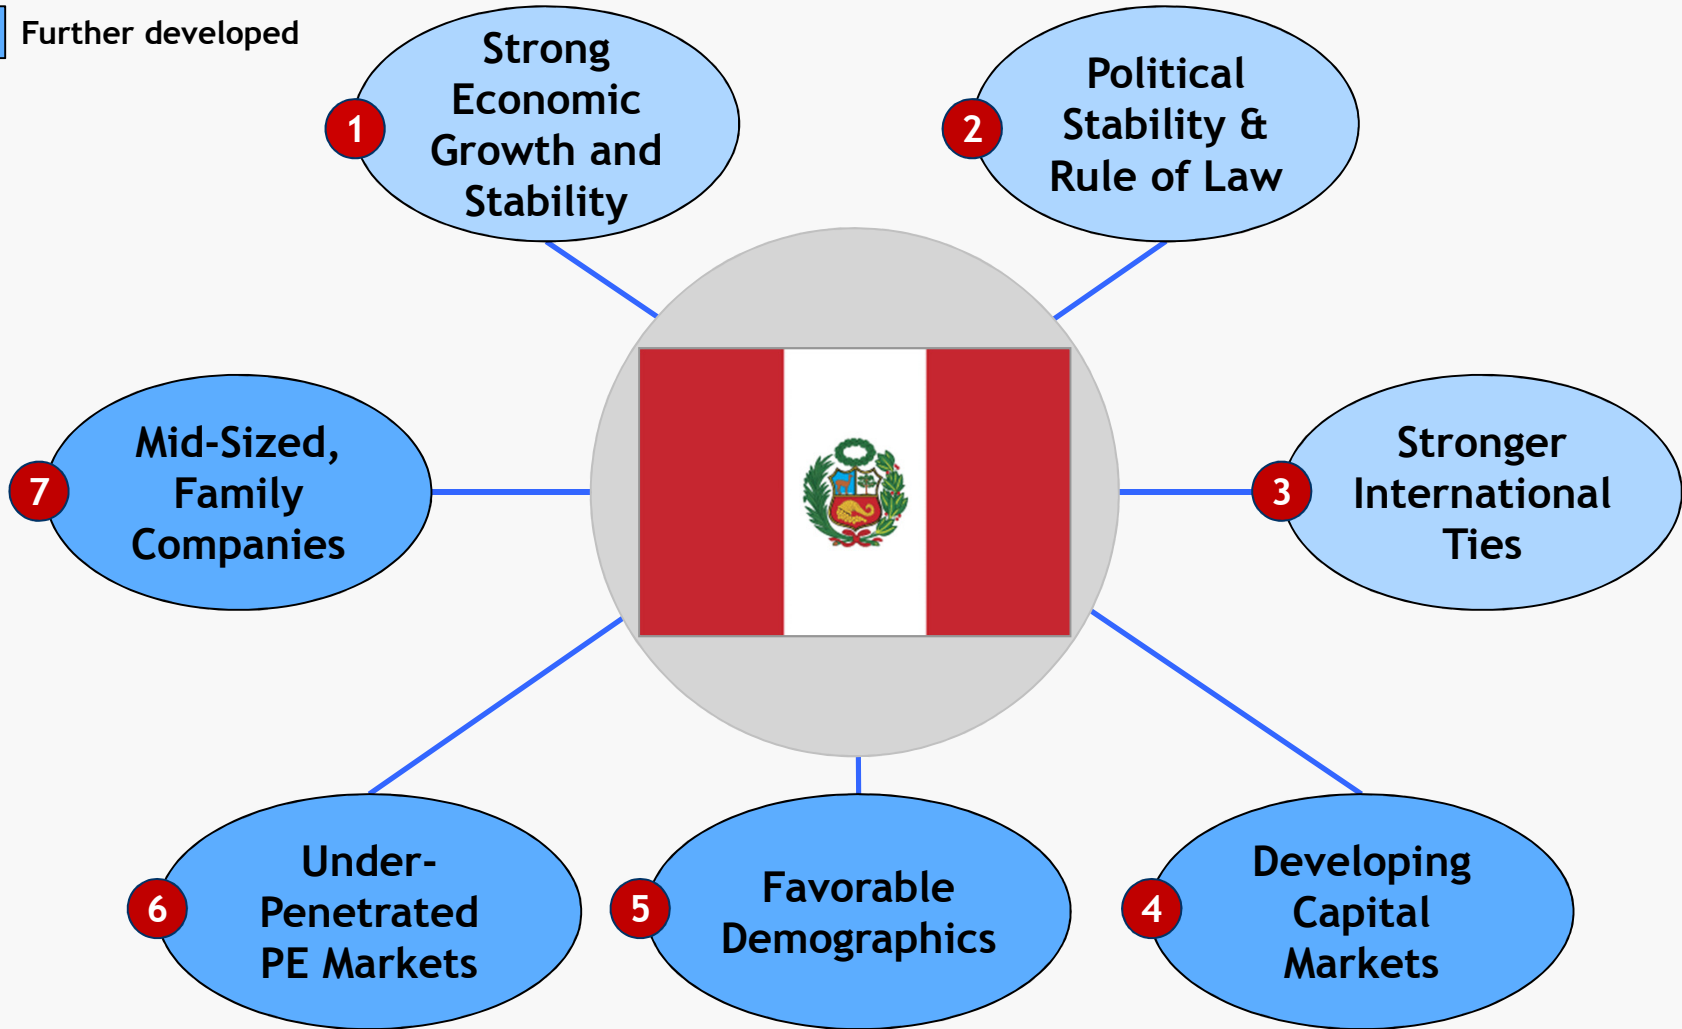 Further developed
1
Strong
Economic
Growth and
Stability
2
Political
Stability &
Rule of Law
3
Stronger
International
Ties
4
Developing
Capital
Markets
5
Favorable
Demographics
6
Under-
Penetrated
PE Markets
7
Mid-Sized,
Family
Companies